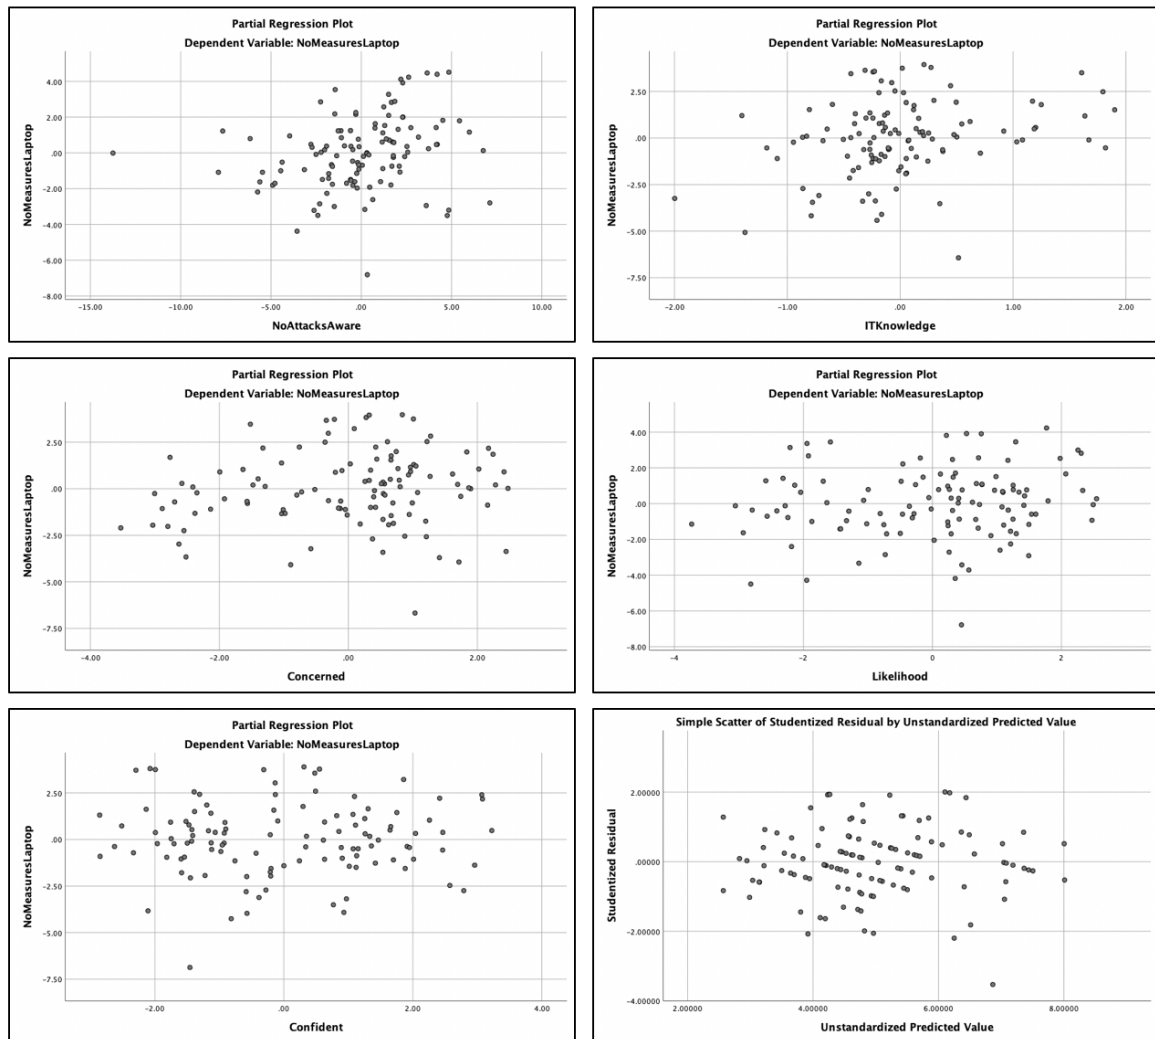 Partial Regression Plot
Dependent Variable: NoMeasuresLaptop
NoMeasuresLaptop
4.00
2.00
.00
-2.00
-4.00
-6.00
-8.00
-15.00 -10.00 -5.00 .00 5.00 10.00
NoAttacksAware
Partial Regression Plot
Dependent Variable: NoMeasuresLaptop
NoMeasuresLaptop
2.50
.00
-2.50
-5.00
-7.50
-2.00 -1.00 .00 1.00 2.00
ITKnowledge
Partial Regression Plot
Dependent Variable: NoMeasuresLaptop
NoMeasuresLaptop
2.50
.00
-2.50
-5.00
-7.50
-4.00 -2.00 .00 2.00
Concerned
Partial Regression Plot
Dependent Variable: NoMeasuresLaptop
NoMeasuresLaptop
4.00
2.00
.00
-2.00
-4.00
-6.00
-8.00
-4 -2 0 2
Likelihood
Partial Regression Plot
Dependent Variable: NoMeasuresLaptop
NoMeasuresLaptop
2.50
.00
-2.50
-5.00
-7.50
-2.00 .00 2.00 4.00
Confident
Simple Scatter of Studentized Residual by Unstandardized Predicted Value
Studentized Residual
2.00000
.00000
-2.00000
-4.00000
2.00000 4.00000 6.00000 8.00000
Unstandardized Predicted Value